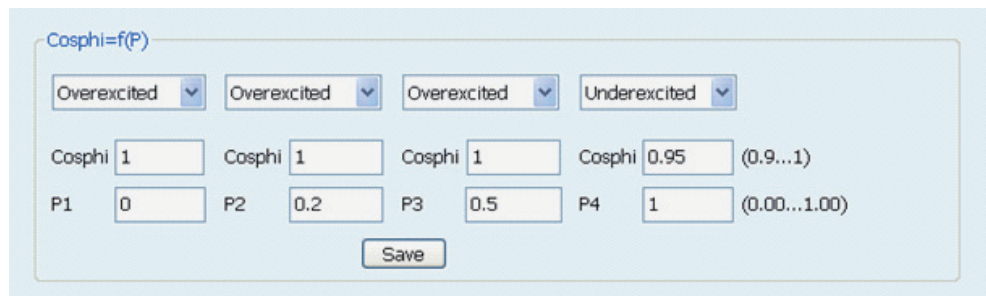 Cosphi=f(P)
Overexcited Overexcited Overexcited Underexcited
Cosphi 1 Cosphi 1 Cosphi 1 Cosphi 0.95 (0.9...1)
P1 0 P2 0.2 P3 0.5 P4 1 (0.00...1.00)
Save